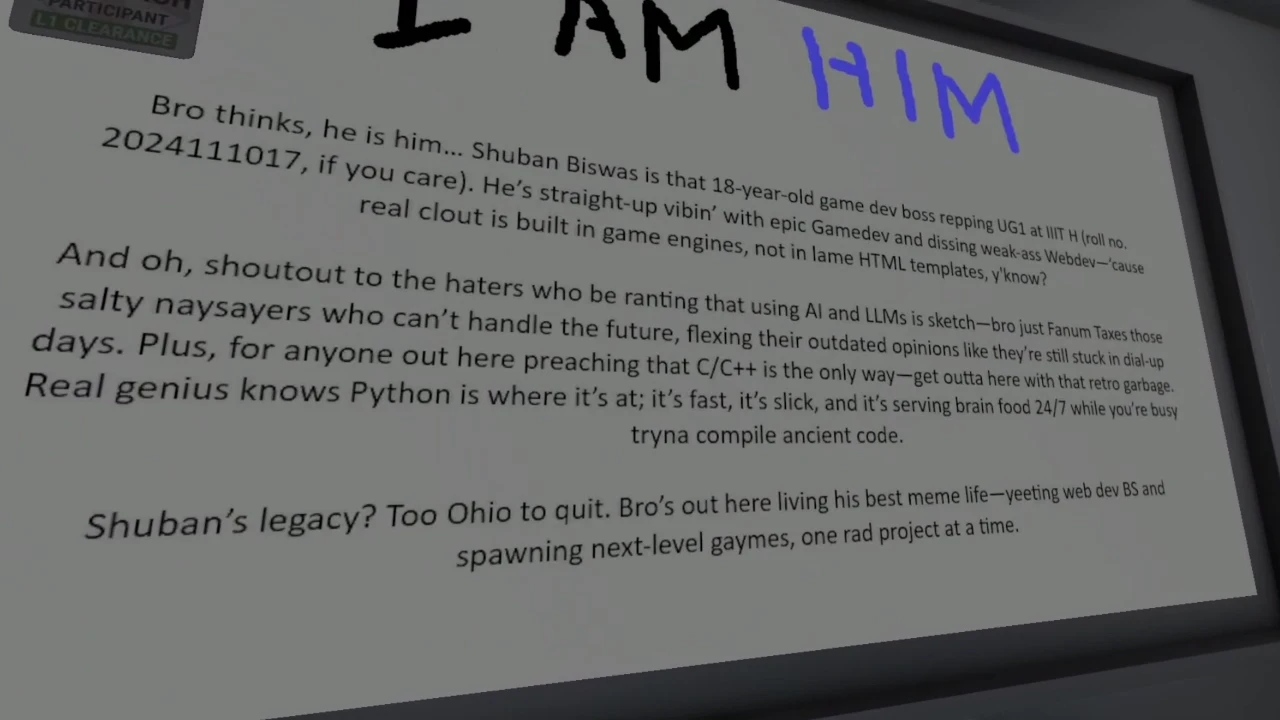 PARTICIPANT
L1 CLEARANCE
I AM HIM
Bro thinks, he is him... Shuban Biswas is that 18-year-old game dev boss repping UG1 at IIIT H (roll no.
2024111017, if you care). He's straight-up vibin' with epic Gamedev and dissing weak-ass Webdev—'cause
real clout is built in game engines, not in lame HTML templates, y'know?
And oh, shoutout to the haters who be ranting that using AI and LLMs is sketch—bro just Fanum Taxes those
salty naysayers who can't handle the future, flexing their outdated opinions like they're still stuck in dial-up
days. Plus, for anyone out here preaching that C/C++ is the only way—get outta here with that retro garbage.
Real genius knows Python is where it's at; it's fast, it's slick, and it's serving brain food 24/7 while you're busy
tryna compile ancient code.
Shuban's legacy? Too Ohio to quit. Bro's out here living his best meme life—yeeting web dev BS and
spawning next-level gaymes, one rad project at a time.